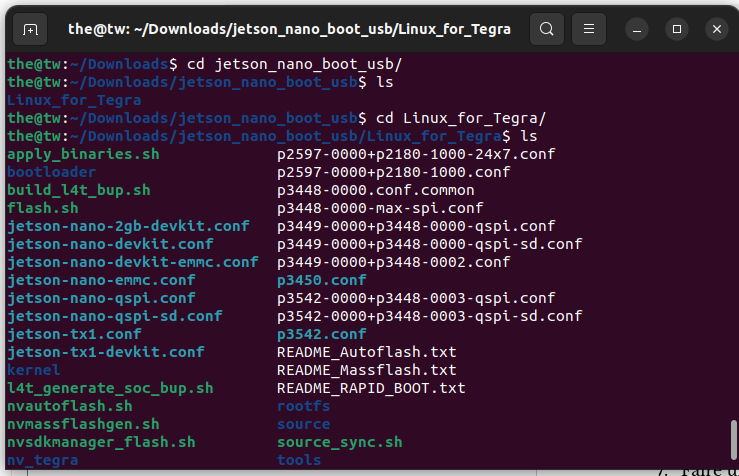 the@tw: ~/Downloads/jetson_nano_boot_usb/Linux_for_Tegra
the@tw:~/Downloads$ cd jetson_nano_boot_usb/
the@tw:~/Downloads/jetson_nano_boot_usb$ ls
Linux_for_Tegra
the@tw:~/Downloads/jetson_nano_boot_usb$ cd Linux_for_Tegra/
the@tw:~/Downloads/jetson_nano_boot_usb/Linux_for_Tegra$ ls
apply_binaries.sh p2597-0000+p2180-1000-24x7.conf
bootloader p2597-0000+p2180-1000.conf
build_l4t_bup.sh p3448-0000.conf.common
flash.sh p3448-0000-max-spi.conf
jetson-nano-2gb-devkit.conf p3449-0000+p3448-0000-qspi.conf
jetson-nano-devkit.conf p3449-0000+p3448-0000-qspi-sd.conf
jetson-nano-devkit-emmc.conf p3449-0000+p3448-0002.conf
jetson-nano-emmc.conf p3450.conf
jetson-nano-qspi.conf p3542-0000+p3448-0003-qspi.conf
jetson-nano-qspi-sd.conf p3542-0000+p3448-0003-qspi-sd.conf
jetson-tx1.conf p3542.conf
jetson-tx1-devkit.conf README_Autoflash.txt
kernel README_Massflash.txt
l4t_generate_soc_bup.sh README_RAPID_BOOT.txt
nvautoflash.sh rootfs
nvmassflashgen.sh source
nvsdkmanager_flash.sh source_sync.sh
nv_tegra tools